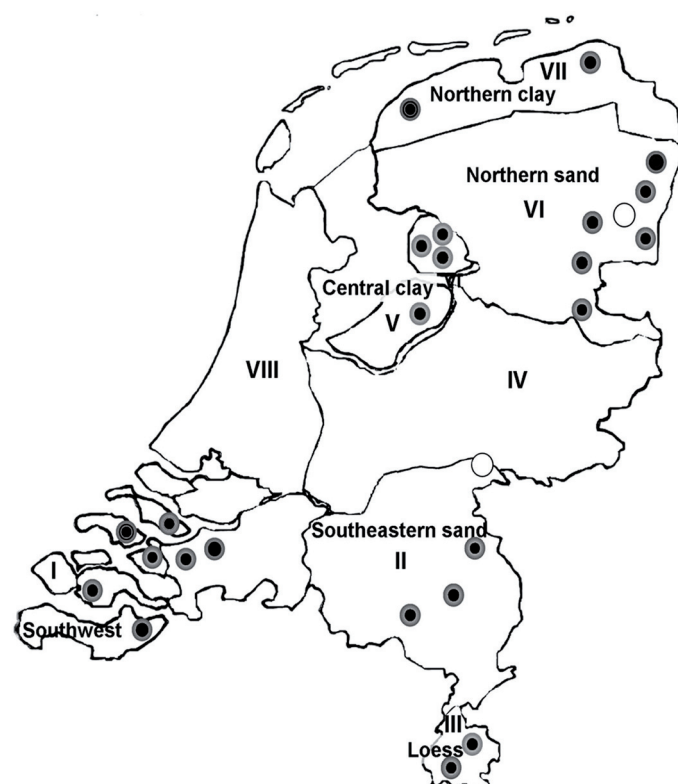 VII
Northern clay
Northern sand
VI
Central clay
V
VIII
IV
Southeastern sand
II
I
Southwest
III
Loess